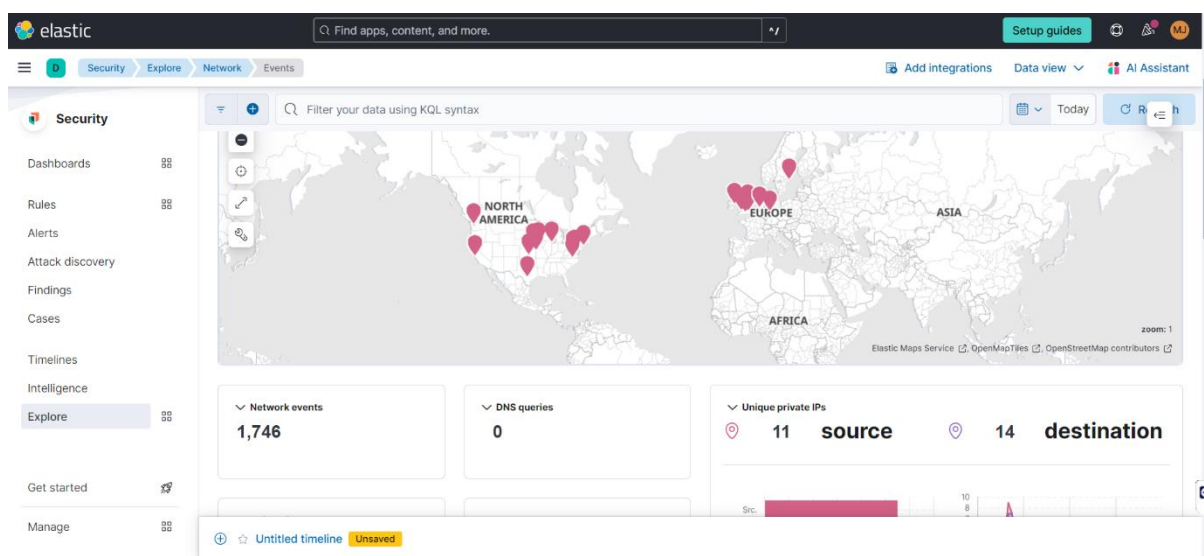 elastic
Find apps, content, and more.
^/
Setup guides
MJ
D
Security
Explore
Network
Events
Add integrations
Data view
AI Assistant
Security
Dashboards
Rules
Alerts
Attack discovery
Findings
Cases
Timelines
Intelligence
Explore
Get started
Manage
Filter your data using KQL syntax
Today
NORTH
AMERICA
EUROPE
ASIA
AFRICA
zoom: 1
Elastic Maps Service , OpenMapTiles , OpenStreetMap contributors
Network events
1,746
DNS queries
0
Unique private IPs
11 source
14 destination
Src.
10
8
Untitled timeline Unsaved